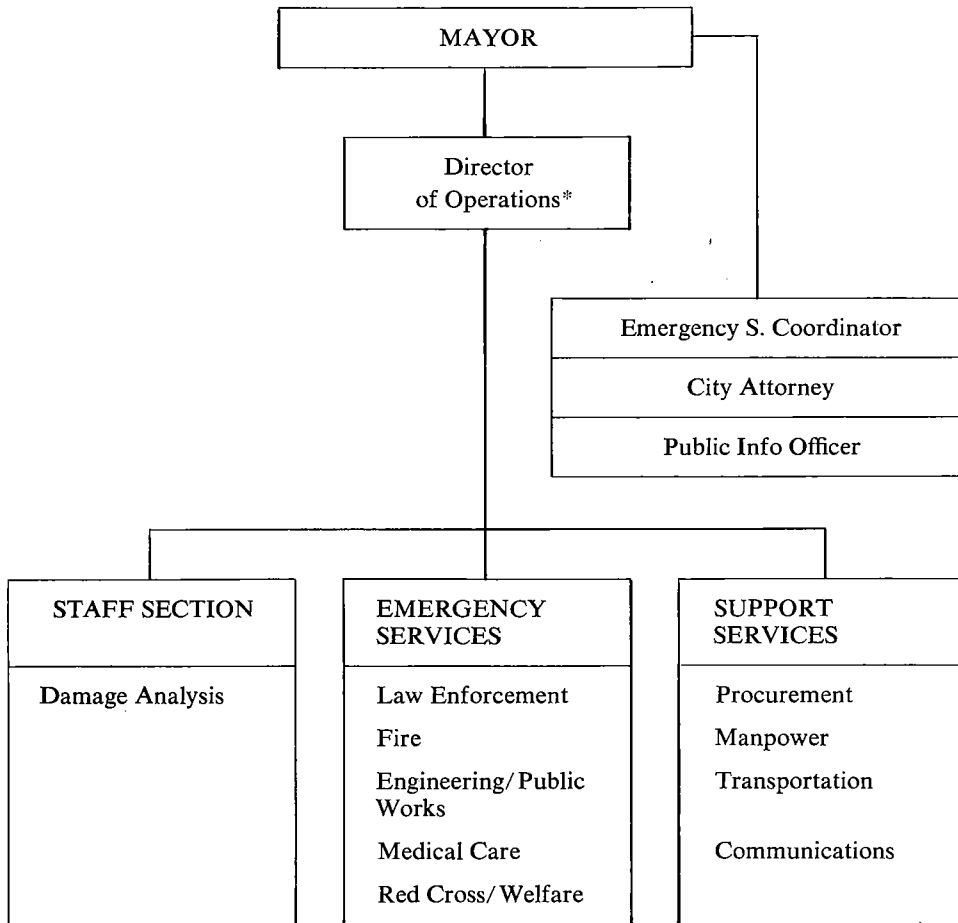 MAYOR
Director
of Operations*
Emergency S. Coordinator
City Attorney
Public Info Officer
STAFF SECTION
Damage Analysis
EMERGENCY
SERVICES
Law Enforcement
Fire
Engineering/Public
Works
Medical Care
Red Cross/Welfare
SUPPORT
SERVICES
Procurement
Manpower
Transportation
Communications